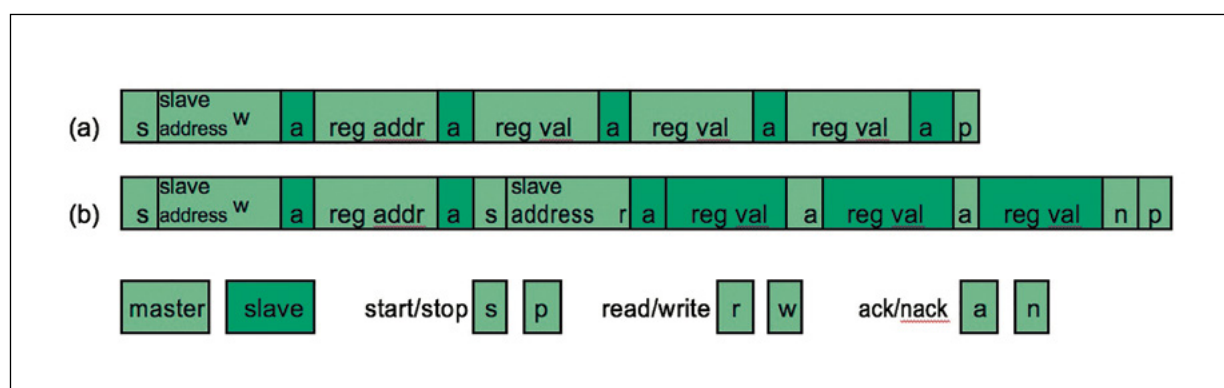 slave
(a) s address w a reg addr a reg val a reg val a reg val a p
slave slave
(b) s address w a reg addr a s address r a reg val a reg val a reg val n p
master slave start/stop s p read/write r w ack/nack a n